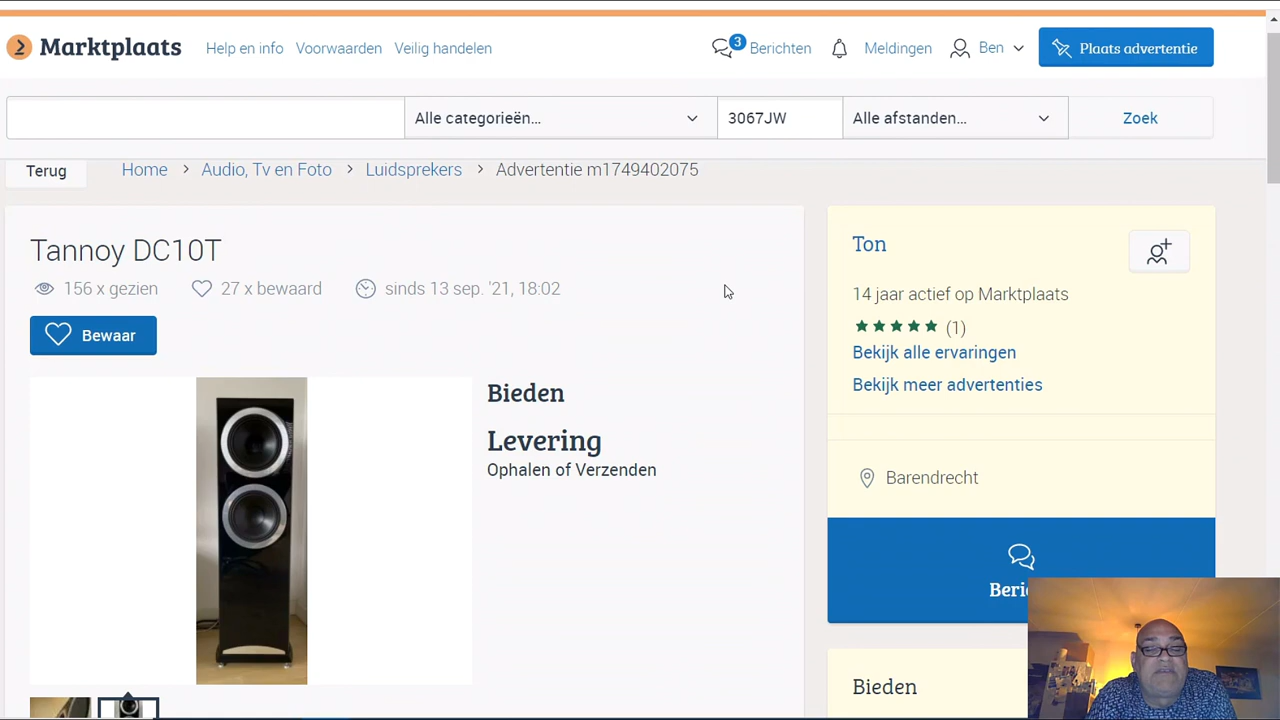 Marktplaats Help en info Voorwaarden Veilig handelen 3 Berichten Meldingen Ben Plaats advertentie
Alle categorieën... 3067JW Alle afstanden... Zoek
Terug Home > Audio, Tv en Foto > Luidsprekers > Advertentie m1749402075
Tannoy DC10T
156 x gezien 27 x bewaard sinds 13 sep. '21, 18:02
Bewaar
Bieden
Levering
Ophalen of Verzenden
Ton
14 jaar actief op Marktplaats
(1)
Bekijk alle ervaringen
Bekijk meer advertenties
Barendrecht
Bieden